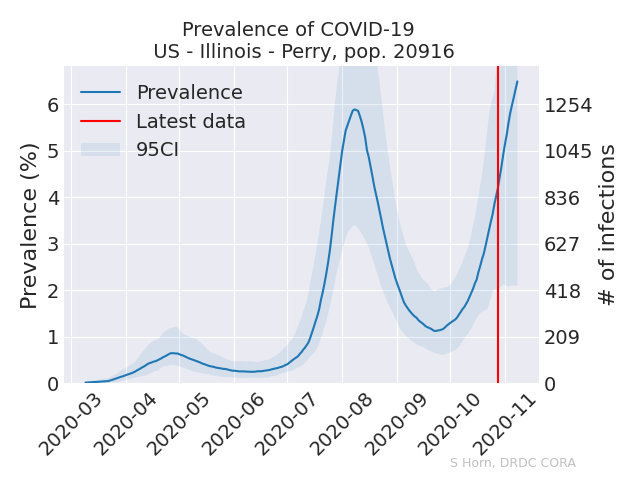 Prevalence of COVID-19
US - Illinois - Perry, pop. 20916
Prevalence
Latest data
95CI
Prevalence (%)
6
5
4
3
2
1
0
1254
1045
836
627
418
209
0
# of infections
2020-03
2020-04
2020-05
2020-06
2020-07
2020-08
2020-09
2020-10
2020-11
S Horn, DRDC CORA